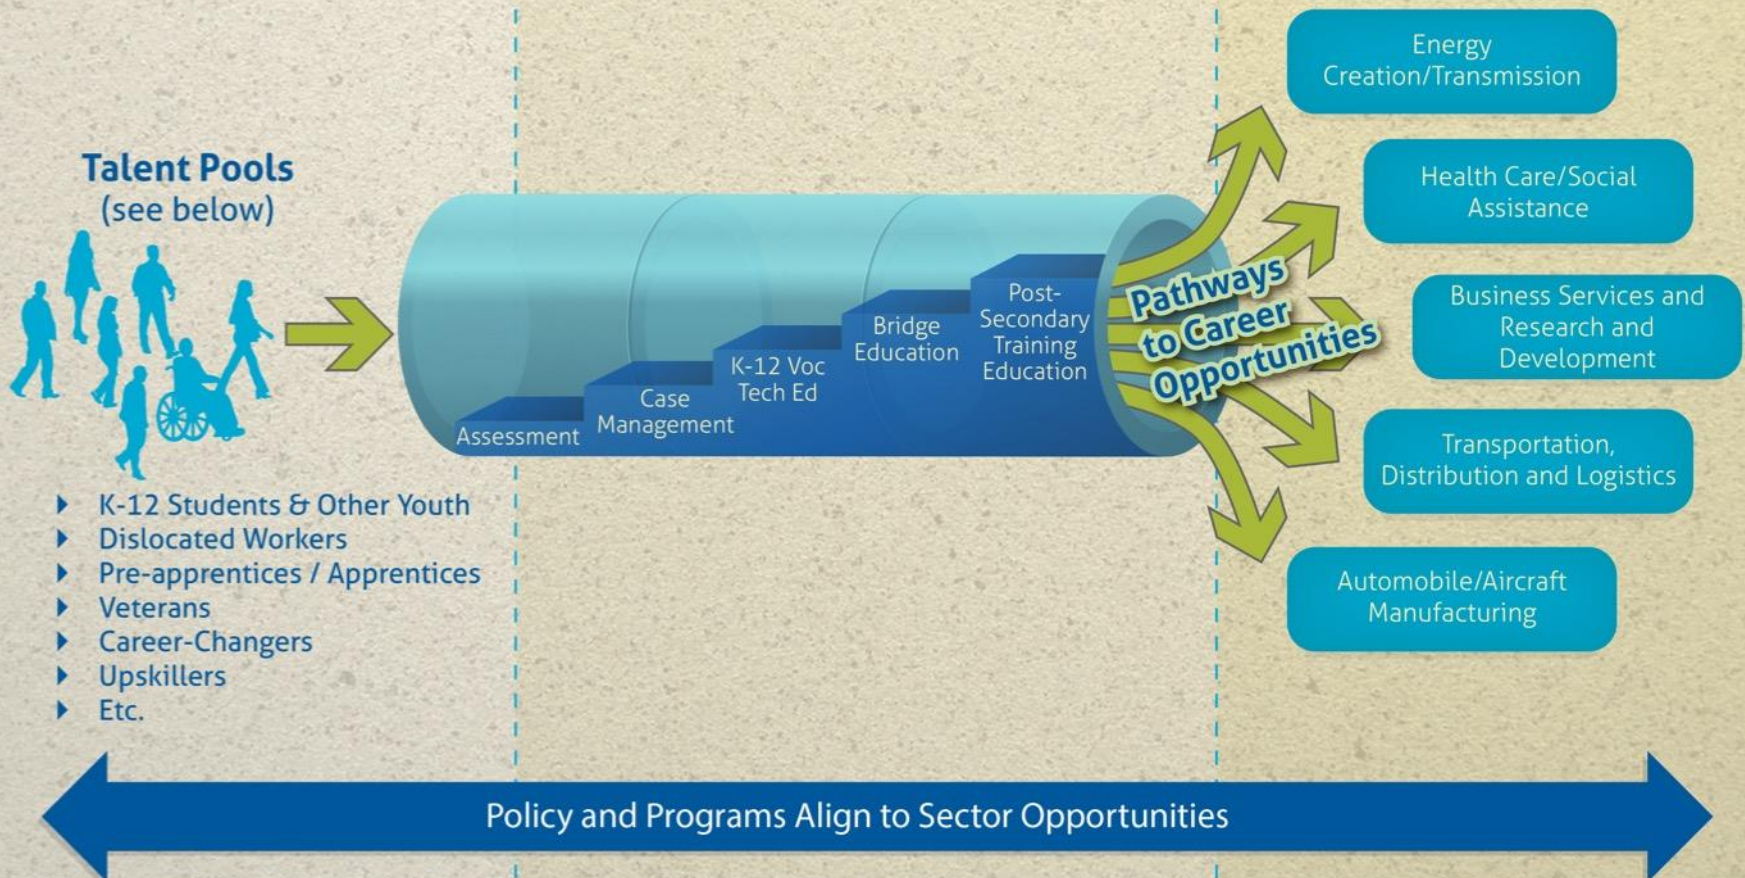 Talent Pools
(see below)
K-12 Students & Other Youth
Dislocated Workers
Pre-apprentices / Apprentices
Veterans
Career-Changers
Upskillers
Etc.
Assessment
Case
Management
K-12 Voc
Tech Ed
Bridge
Education
Post-
Secondary
Training
Education
Pathways
to Career
Opportunities
Energy
Creation/Transmission
Health Care/Social
Assistance
Business Services and
Research and
Development
Transportation,
Distribution and Logistics
Automobile/Aircraft
Manufacturing
Policy and Programs Align to Sector Opportunities